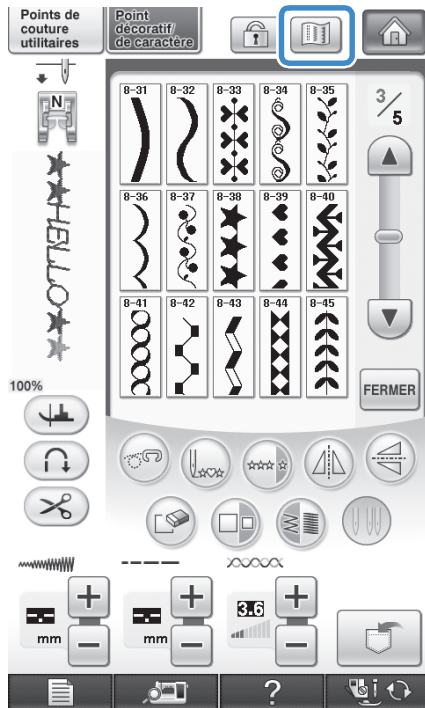 Points de
couture
utilitaires
Point
décoratif/
de caractère
N
8-31 8-32 8-33 8-34 8-35
3/5
8-36 8-37 8-38 8-39 8-40
HELLO
8-41 8-42 8-43 8-44 8-45
100%
FERMER
3.6
mm mm
?